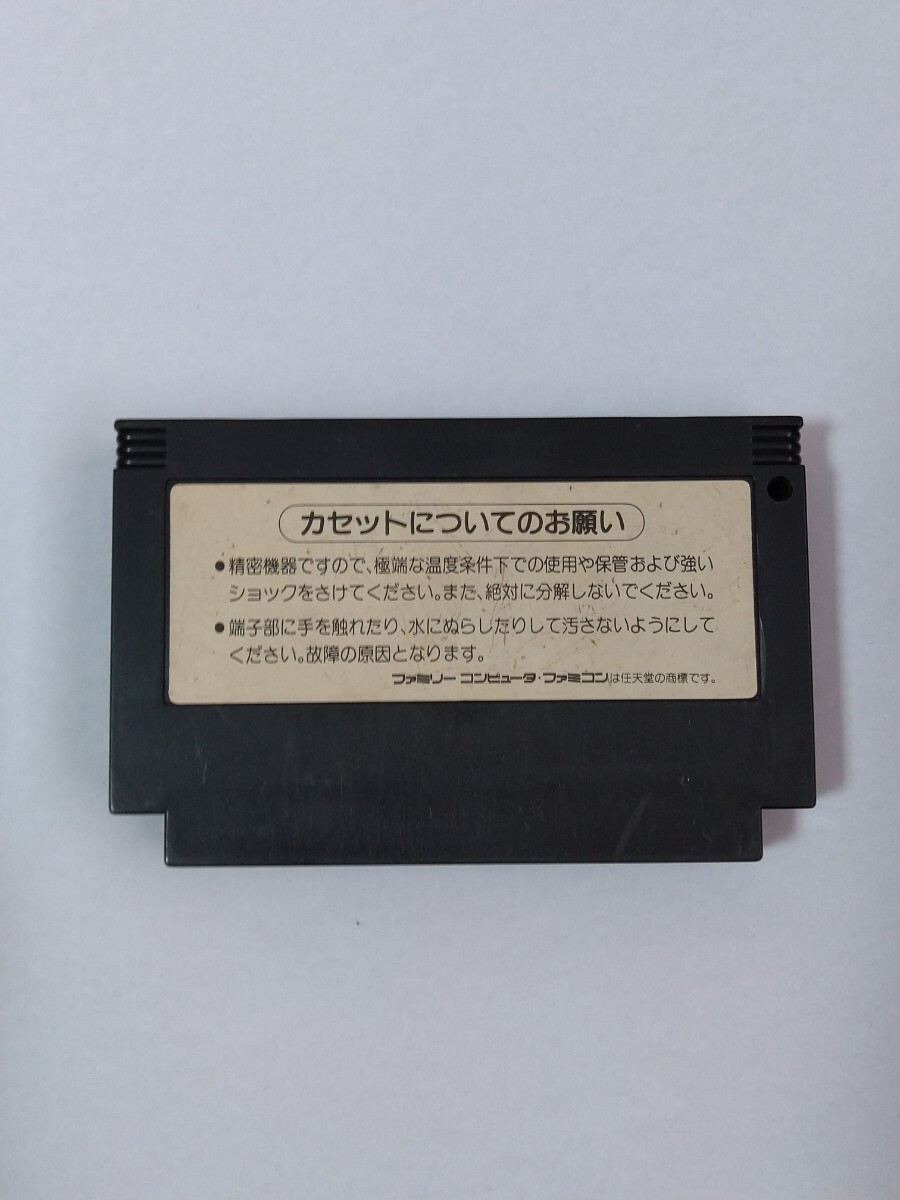 カセットについてのお願い
●精密機器ですので、極端な温度条件下での使用や保管および強い
ショックをさけてください。また、絶対に分解しないでください。
●端子部に手を触れたり、水にぬらしたりして汚さないようにして
ください。故障の原因となります。
ファミリー コンピュータ・ファミコンは任天堂の商標です。